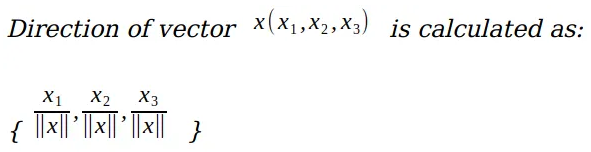 Direction of vector x(x₁,x₂,x₃) is calculated as:
{ x₁/‖x‖, x₂/‖x‖, x₃/‖x‖ }